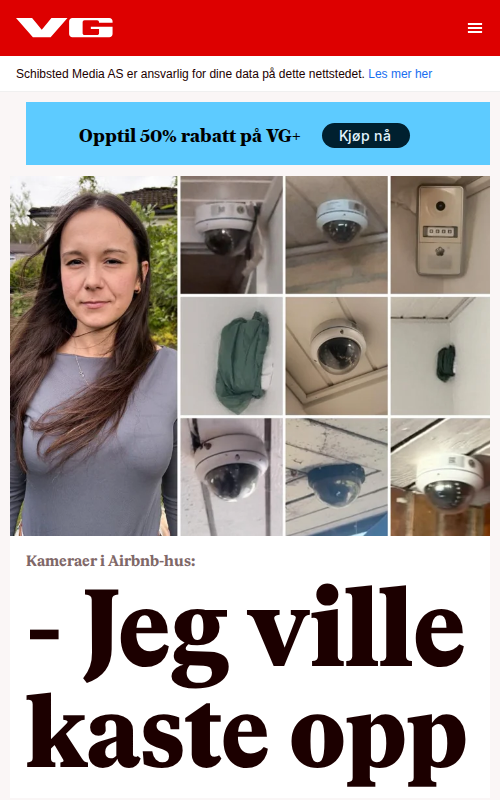 VG
Schibsted Media AS er ansvarlig for dine data på dette nettstedet. Les mer her
Opptil 50% rabatt på VG+
Kjøp nå
Kameraer i Airbnb-hus:
- Jeg ville
kaste opp